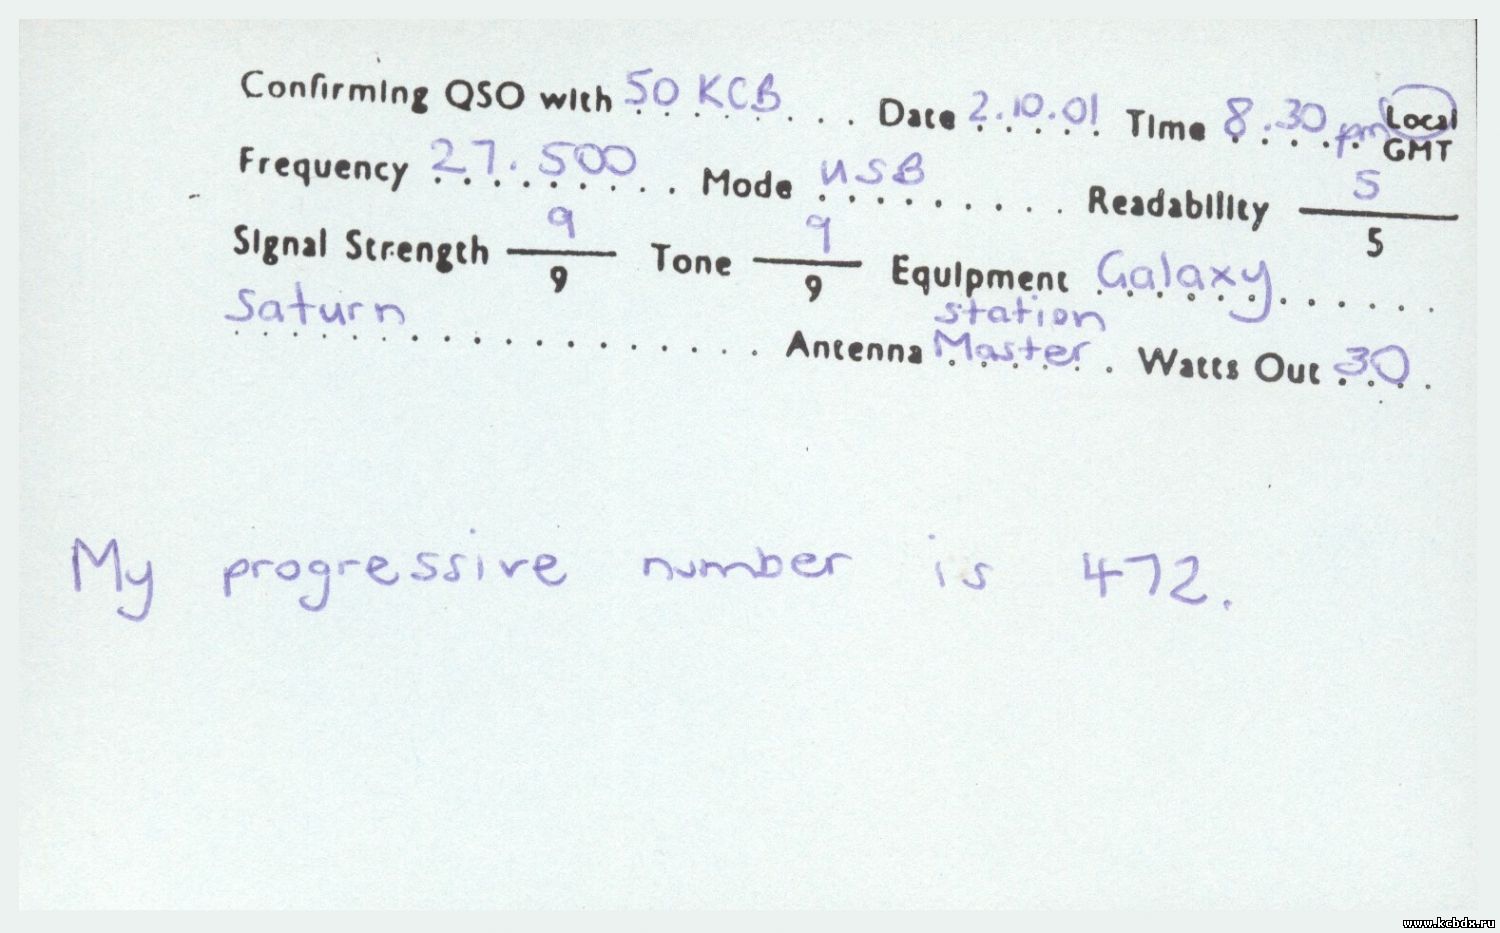 Confirming QSO with 50 KCB Date 2.10.01 Time 8.30 pm Local
GMT
Frequency 27.500 Mode USB Readability 5
5
Signal Strength 9 Tone 9 Equipment Galaxy
9 9
Saturn Antenna station Master Watts Out 30
My progressive number is 472.
www.kcbdx.ru